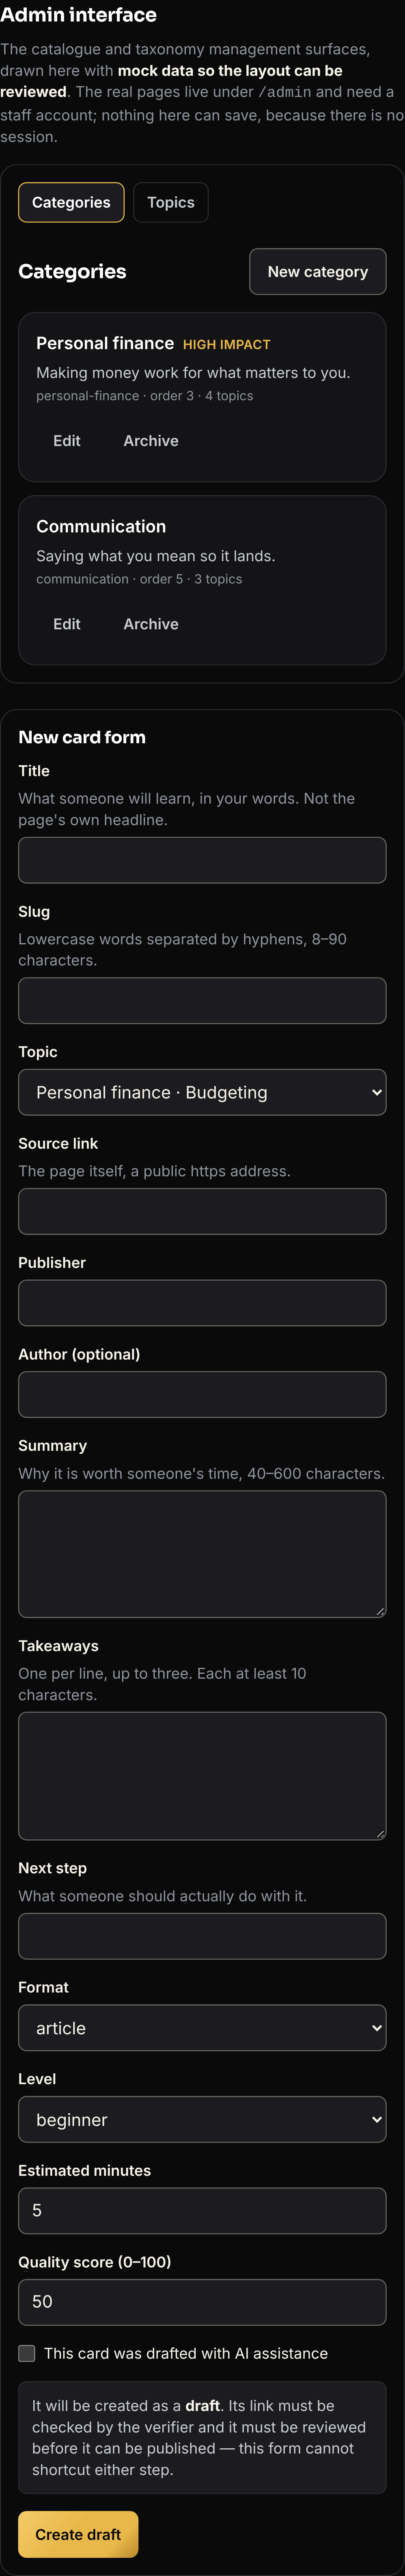 Admin interface
The catalogue and taxonomy management surfaces,
drawn here with mock data so the layout can be
reviewed. The real pages live under /admin and need a
staff account; nothing here can save, because there is no
session.
Categories
Topics
Categories
New category
Personal finance HIGH IMPACT
Making money work for what matters to you.
personal-finance · order 3 · 4 topics
Edit
Archive
Communication
Saying what you mean so it lands.
communication · order 5 · 3 topics
Edit
Archive
New card form
Title
What someone will learn, in your words. Not the
page's own headline.
Slug
Lowercase words separated by hyphens, 8–90
characters.
Topic
Personal finance · Budgeting
Source link
The page itself, a public https address.
Publisher
Author (optional)
Summary
Why it is worth someone's time, 40–600 characters.
Takeaways
One per line, up to three. Each at least 10
characters.
Next step
What someone should actually do with it.
Format
article
Level
beginner
Estimated minutes
5
Quality score (0–100)
50
This card was drafted with AI assistance
It will be created as a draft. Its link must be
checked by the verifier and it must be reviewed
before it can be published — this form cannot
shortcut either step.
Create draft